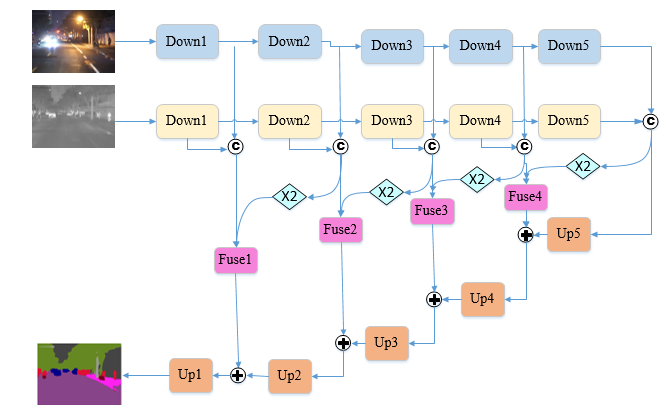 Down1
Down2
Down3
Down4
Down5
Down1
Down2
Down3
Down4
Down5
C
C
C
C
C
X2
X2
X2
X2
Fuse4
Fuse3
Fuse2
Fuse1
Up5
Up4
Up3
Up2
Up1